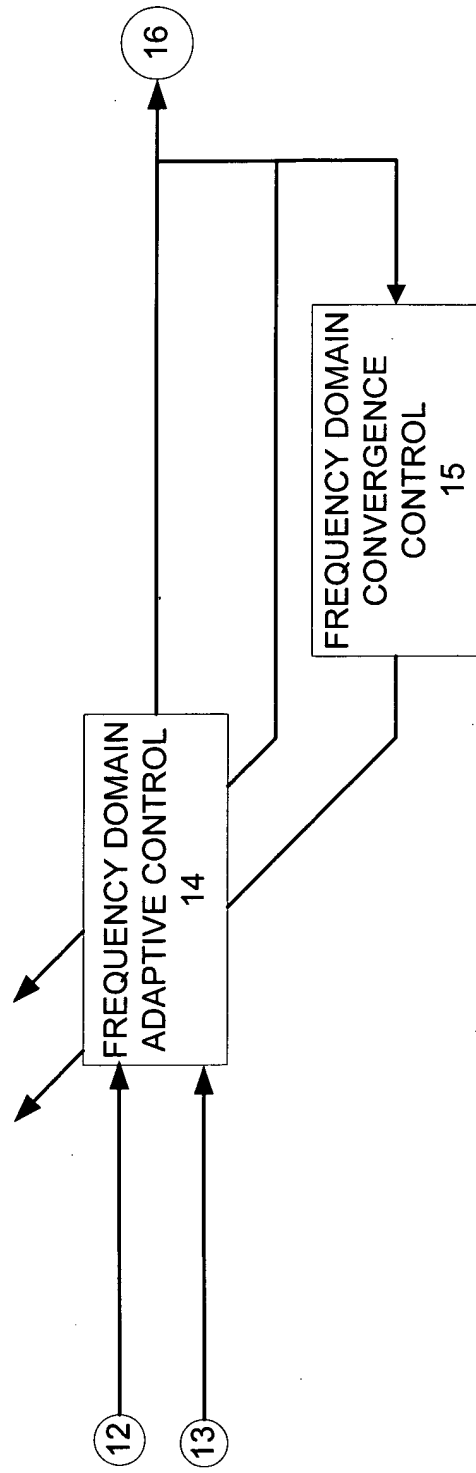 12
13
FREQUENCY DOMAIN
ADAPTIVE CONTROL
14
16
FREQUENCY DOMAIN
CONVERGENCE
CONTROL
15